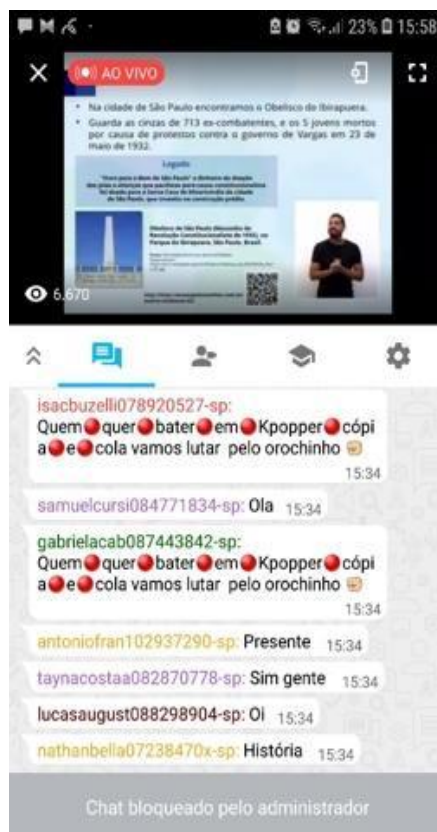 23% 15:58
AO VIVO
Na cidade de São Paulo encontramos o Obelisco do Ibirapuera.
Guarda as cinzas de 713 ex-combatentes, e os 5 jovens mortos
por causa de protestos contra o governo de Vargas em 23 de
maio de 1932.
Legado
6.670
isacbuzelli078920527-sp:
Quem🔴quer🔴bater🔴em🔴Kpopper🔴cópi
a🔴e🔴cola vamos lutar pelo orochinho
15:34
samuelcursi084771834-sp: Ola 15:34
gabrielacab087443842-sp:
Quem🔴quer🔴bater🔴em🔴Kpopper🔴cópi
a🔴e🔴cola vamos lutar pelo orochinho
15:34
antoniofran102937290-sp: Presente 15:34
taynacostaa082870778-sp: Sim gente 15:34
lucasaugust088298904-sp: Oi 15:34
nathanbella07238470x-sp: História 15:34
Chat bloqueado pelo administrador